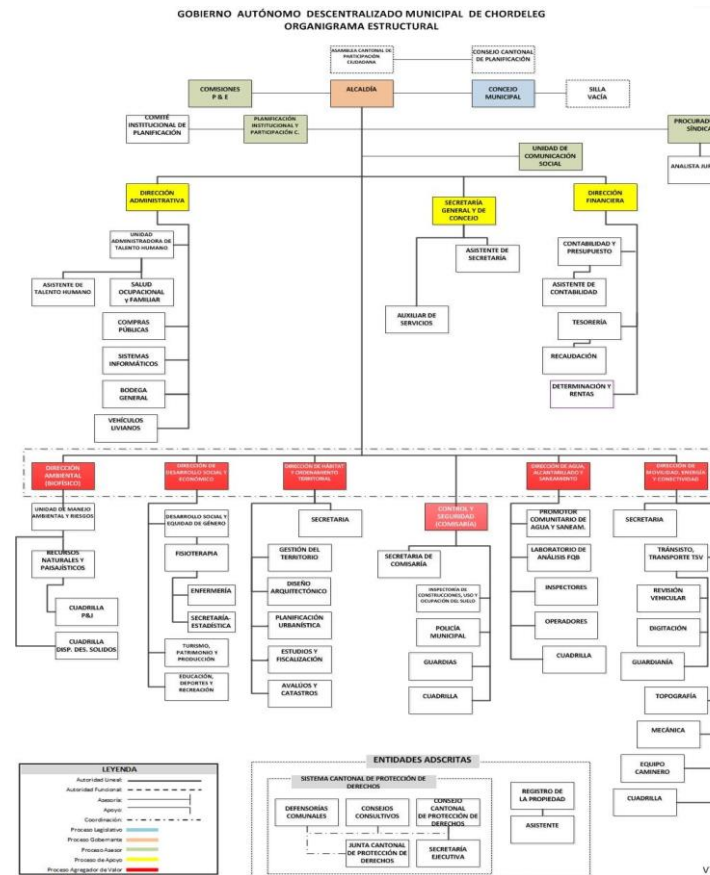 GOBIERNO AUTÓNOMO DESCENTRALIZADO MUNICIPAL DE CHORDELEG
ORGANIGRAMA ESTRUCTURAL
ASAMBLEA CANTONAL DE
PARTICIPACIÓN
CIUDADANA
CONSEJO CANTONAL
DE PLANIFICACIÓN
COMISIONES
P & E
ALCALDÍA
CONCEJO
MUNICIPAL
SILLA
VACÍA
COMITÉ
INSTITUCIONAL DE
PLANIFICACIÓN
PLANIFICACIÓN
INSTITUCIONAL Y
PARTICIPACIÓN C.
PROCURAD
SÍNDICA
UNIDAD DE
COMUNICACIÓN
SOCIAL
ANALISTA JUR
DIRECCIÓN
ADMINISTRATIVA
SECRETARÍA
GENERAL Y DE
CONCEJO
DIRECCIÓN
FINANCIERA
UNIDAD
ADMINISTRADORA DE
TALENTO HUMANO
ASISTENTE DE
TALENTO HUMANO
SALUD
OCUPACIONAL
y FAMILIAR
COMPRAS
PÚBLICAS
SISTEMAS
INFORMÁTICOS
BODEGA
GENERAL
VEHÍCULOS
LIVIANOS
ASISTENTE DE
SECRETARÍA
AUXILIAR DE
SERVICIOS
CONTABILIDAD Y
PRESUPUESTO
ASISTENTE
DE CONTABILIDAD
TESORERÍA
RECAUDACIÓN
DETERMINACIÓN Y
RENTAS
DIRECCIÓN
AMBIENTAL
(BIOFÍSICO)
DIRECCIÓN DE
DESARROLLO SOCIAL Y
ECONÓMICO
DIRECCIÓN DE HÁBITAT
Y ORDENAMIENTO
TERRITORIAL
CONTROL Y
SEGURIDAD
(COMISARÍA)
DIRECCIÓN DE AGUA,
ALCANTARILLADO Y
SANEAMIENTO
DIRECCIÓN DE
MOVILIDAD, ENERGÍA
Y CONECTIVIDAD
UNIDAD DE MANEJO
AMBIENTAL Y RIESGOS
RECURSOS
NATURALES Y
PAISAJÍSTICOS
CUADRILLA
P&J
CUADRILLA
DISP. DES. SOLIDOS
DESARROLLO SOCIAL Y
EQUIDAD DE GÉNERO
FISIOTERAPIA
ENFERMERÍA
SECRETARÍA-
ESTADÍSTICA
TURISMO,
PATRIMONIO Y
PRODUCCIÓN
EDUCACIÓN,
DEPORTES Y
RECREACIÓN
SECRETARIA
GESTIÓN DEL
TERRITORIO
DISEÑO
ARQUITECTÓNICO
PLANIFICACIÓN
URBANÍSTICA
ESTUDIOS Y
FISCALIZACIÓN
AVALÚOS Y
CATASTROS
SECRETARIA DE
COMISARÍA
INSPECTORÍA DE
CONSTRUCCIONES, USO Y
OCUPACIÓN DEL SUELO
POLICÍA
MUNICIPAL
GUARDIAS
CUADRILLA
PROMOTOR
COMUNITARIO DE
AGUA Y SANEAM.
LABORATORIO DE
ANÁLISIS FQB
INSPECTORES
OPERADORES
CUADRILLA
SECRETARIA
TRÁNSISTO,
TRANSPORTE TSV
REVISIÓN
VEHICULAR
DIGITACIÓN
GUARDIANÍA
TOPOGRAFÍA
MECÁNICA
EQUIPO
CAMINERO
CUADRILLA
LEYENDA
Autoridad Lineal:
Autoridad Funcional:
Asesoría:
Apoyo:
Coordinación:
Proceso Legislativo
Proceso Gobernante
Proceso Asesor
Proceso de Apoyo
Proceso Agregador de Valor
ENTIDADES ADSCRITAS
SISTEMA CANTONAL DE PROTECCIÓN DE
DERECHOS
DEFENSORÍAS
COMUNALES
CONSEJOS
CONSULTIVOS
CONSEJO
CANTONAL
DE PROTECCIÓN DE
DERECHOS
JUNTA CANTONAL
DE PROTECCIÓN DE
DERECHOS
SECRETARÍA
EJECUTIVA
REGISTRO DE
LA PROPIEDAD
ASISTENTE
V